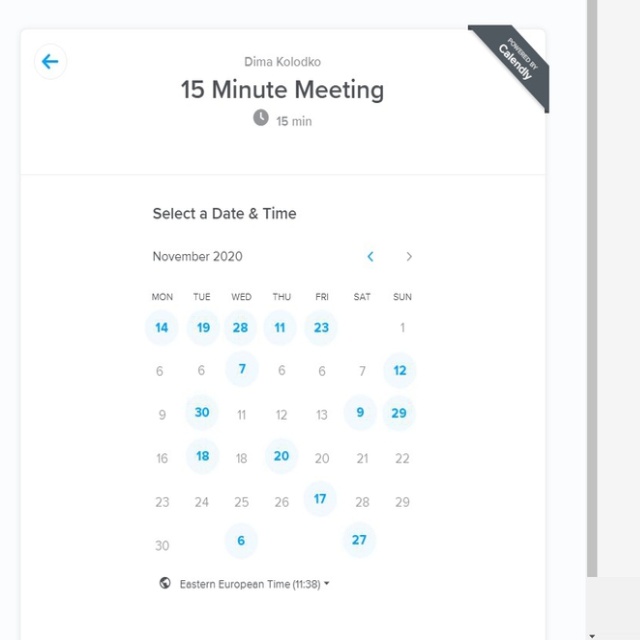 POWERED BY
Calendly
Dima Kolodko
15 Minute Meeting
15 min
Select a Date & Time
November 2020
MON TUE WED THU FRI SAT SUN
14 19 28 11 23 1
6 6 7 6 6 7 12
9 30 11 12 13 9 29
16 18 18 20 20 21 22
23 24 25 26 17 28 29
30 6 27
Eastern European Time (11:38)